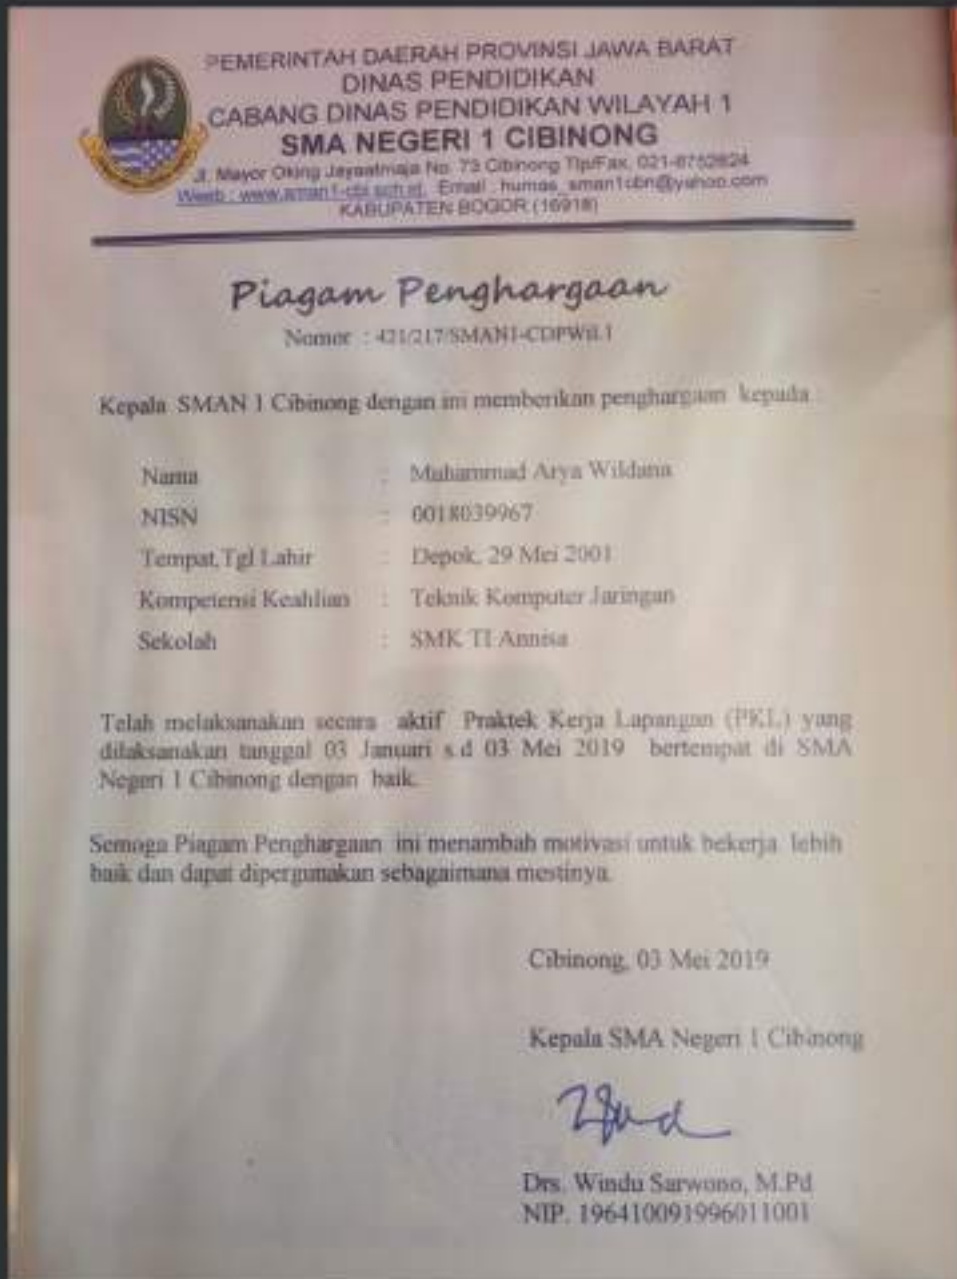 PEMERINTAH DAERAH PROVINSI JAWA BARAT
DINAS PENDIDIKAN
CABANG DINAS PENDIDIKAN WILAYAH 1
SMA NEGERI 1 CIBINONG
Jl. Mayor Oking Jayaatmaja No. 73 Cibinong Tlp/Fax. 021-8752824
Weeb : www.sman1-cbi.sch.id, Email : humas_sman1cbn@yahoo.com
KABUPATEN BOGOR (16918)
Piagam Penghargaan
Nomor : 421/217/SMAN1-CDPWil.1
Kepala SMAN 1 Cibinong dengan ini memberikan penghargaan kepada :
Nama : Muhammad Arya Wildana
NISN : 0018039967
Tempat,Tgl Lahir : Depok, 29 Mei 2001
Kompetensi Keahlian : Teknik Komputer Jaringan
Sekolah : SMK TI Annisa
Telah melaksanakan secara aktif Praktek Kerja Lapangan (PKL) yang
dilaksanakan tanggal 03 Januari s.d 03 Mei 2019 bertempat di SMA
Negeri 1 Cibinong dengan baik.
Semoga Piagam Penghargaan ini menambah motivasi untuk bekerja lebih
baik dan dapat dipergunakan sebagaimana mestinya.
Cibinong, 03 Mei 2019
Kepala SMA Negeri 1 Cibinong
Drs. Windu Sarwono, M.Pd
NIP. 196410091996011001